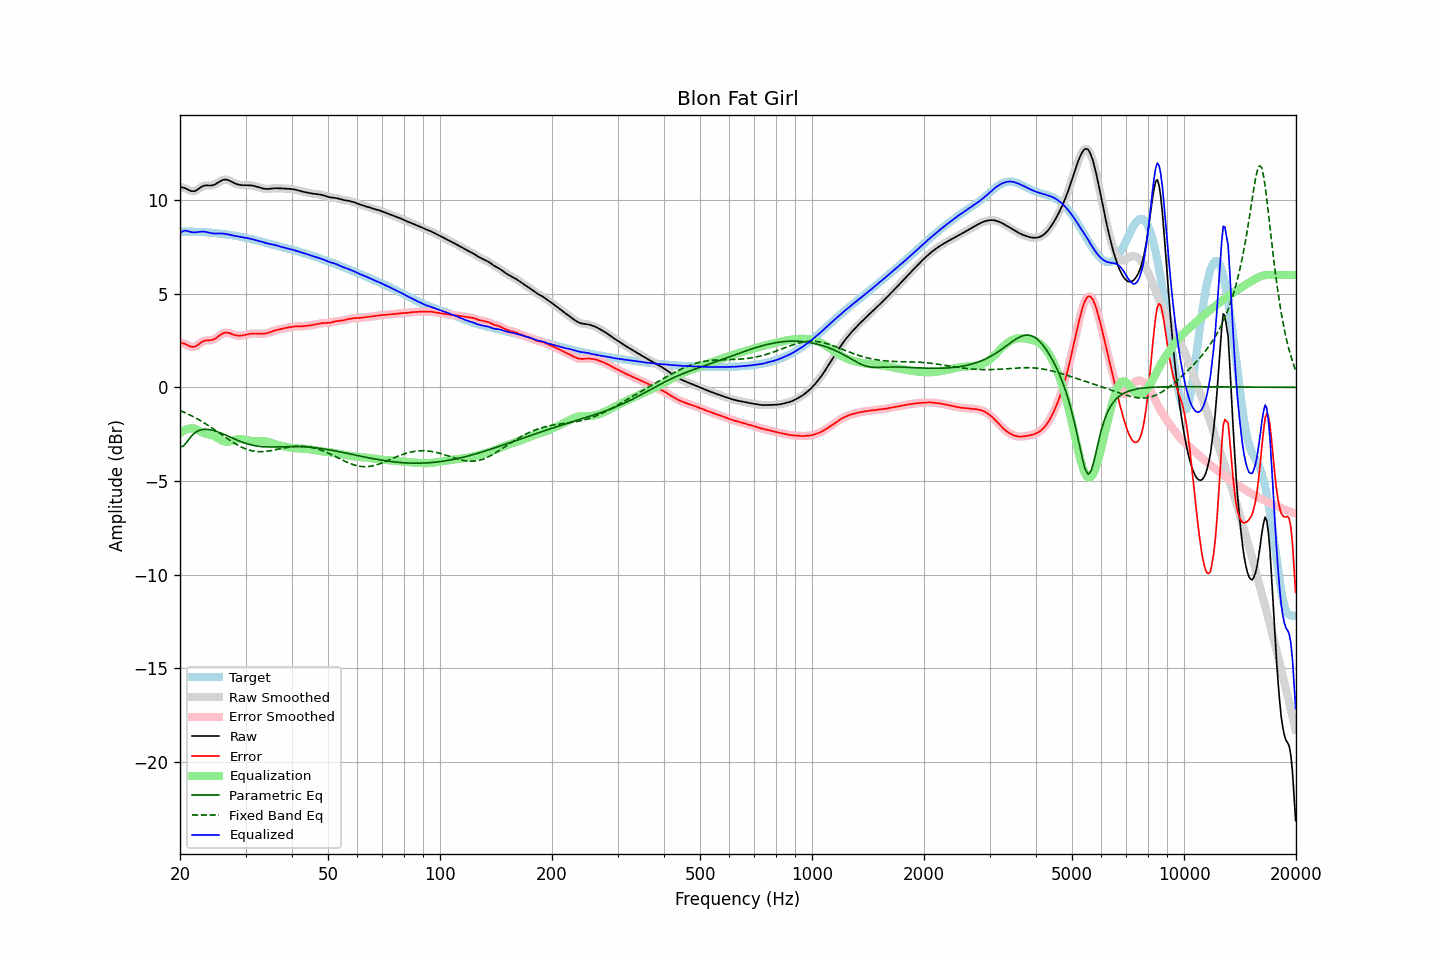 Blon Fat Girl
Amplitude (dBr)
10
5
0
−5
−10
−15
−20
Target
Raw Smoothed
Error Smoothed
Raw
Error
Equalization
Parametric Eq
Fixed Band Eq
Equalized
20 50 100 200 500 1000 2000 5000 10000 20000
Frequency (Hz)